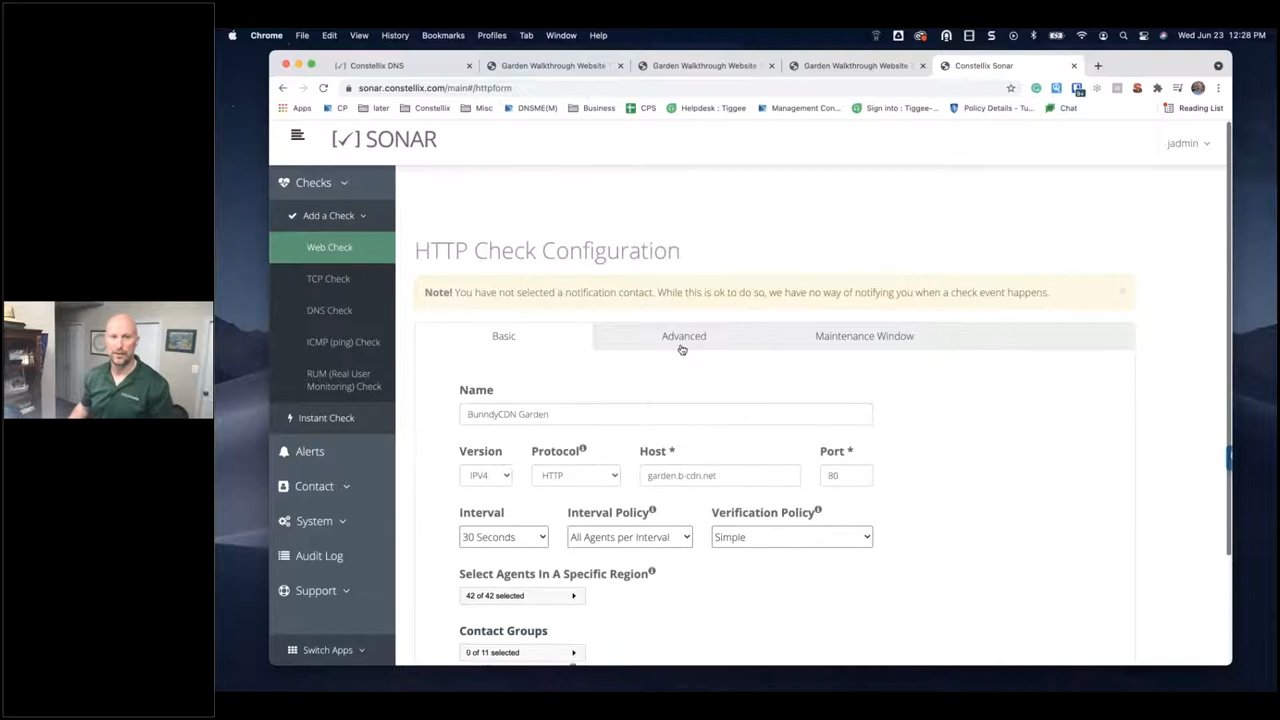 Chrome File Edit View History Bookmarks Profiles Tab Window Help Wed Jun 23 12:28 PM
Constellix DNS Garden Walkthrough Website Garden Walkthrough Website Garden Walkthrough Website Constellix Sonar
sonar.constellix.com/main#/httpform
Apps CP later Constellix Misc DNSME(M) Business CPS Helpdesk : Tiggee Management Con... Sign into : Tiggee-... Policy Details - Tu... Chat Reading List
[✓] SONAR
jadmin
Checks
Add a Check
Web Check
TCP Check
DNS Check
ICMP (ping) Check
RUM (Real User
Monitoring) Check
Instant Check
Alerts
Contact
System
Audit Log
Support
Switch Apps
HTTP Check Configuration
Note! You have not selected a notification contact. While this is ok to do so, we have no way of notifying you when a check event happens. ×
Basic Advanced Maintenance Window
Name
BunndyCDN Garden
Version Protocol Host * Port *
IPV4 HTTP garden.b-cdn.net 80
Interval Interval Policy Verification Policy
30 Seconds All Agents per Interval Simple
Select Agents In A Specific Region
42 of 42 selected
Contact Groups
0 of 11 selected